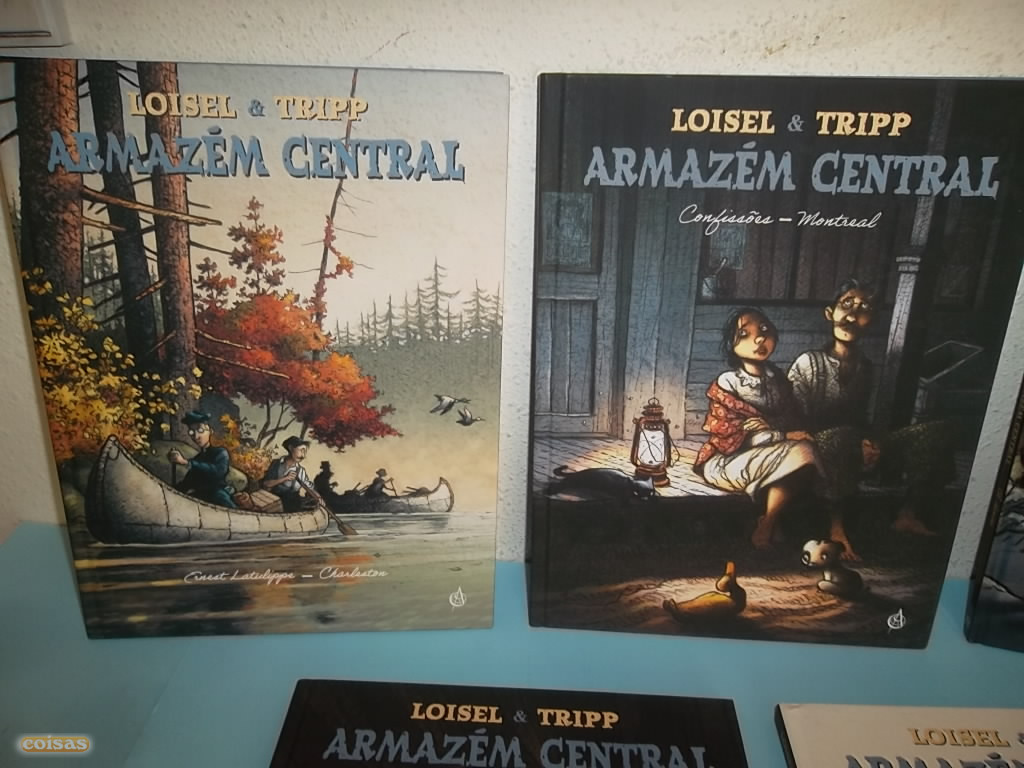 LOISEL & TRIPP
ARMAZÉM CENTRAL
Ernest Latulippe – Charleston
LOISEL & TRIPP
ARMAZÉM CENTRAL
Confissões – Montreal
LOISEL & TRIPP
ARMAZÉM CENTRAL
LOISEL &
ARMAZÉM
coisas